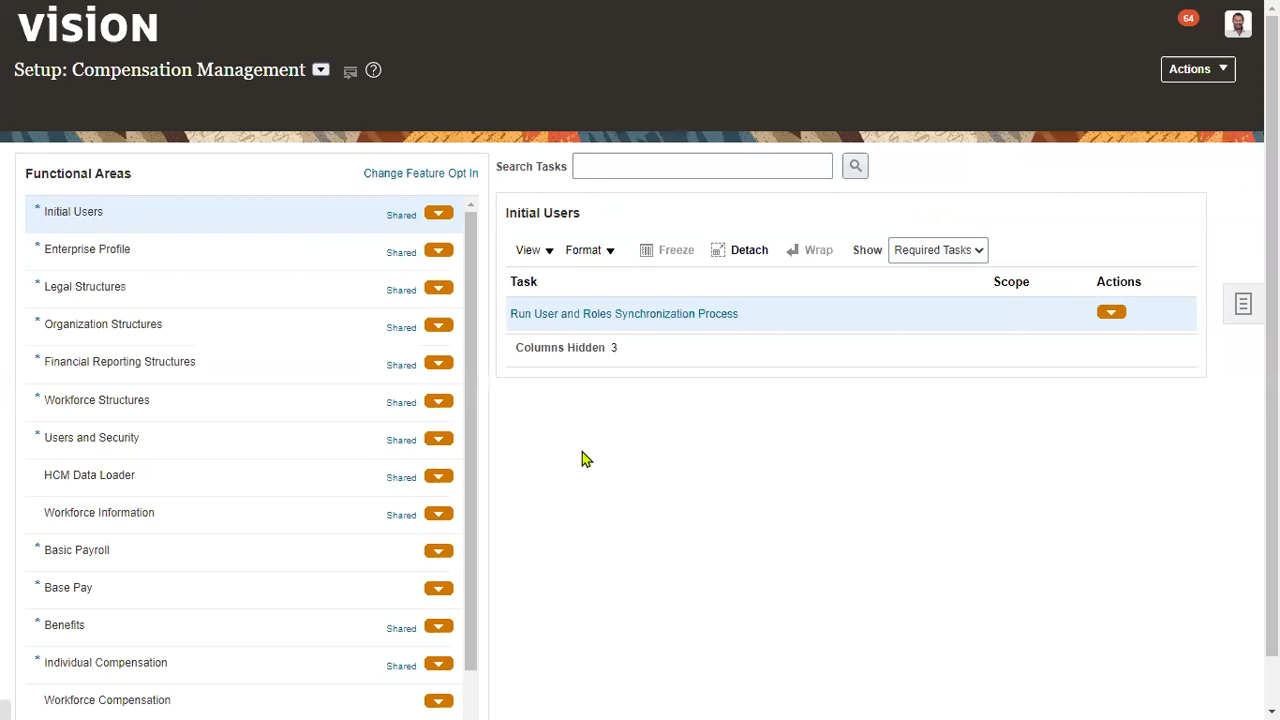 vision
64
Setup: Compensation Management
Actions
Functional Areas
Change Feature Opt In
* Initial Users Shared
* Enterprise Profile Shared
* Legal Structures Shared
* Organization Structures Shared
* Financial Reporting Structures Shared
* Workforce Structures Shared
* Users and Security Shared
HCM Data Loader Shared
Workforce Information Shared
* Basic Payroll
* Base Pay
* Benefits Shared
* Individual Compensation Shared
Workforce Compensation
Search Tasks
Initial Users
View Format Freeze Detach Wrap Show Required Tasks
Task Scope Actions
Run User and Roles Synchronization Process
Columns Hidden 3